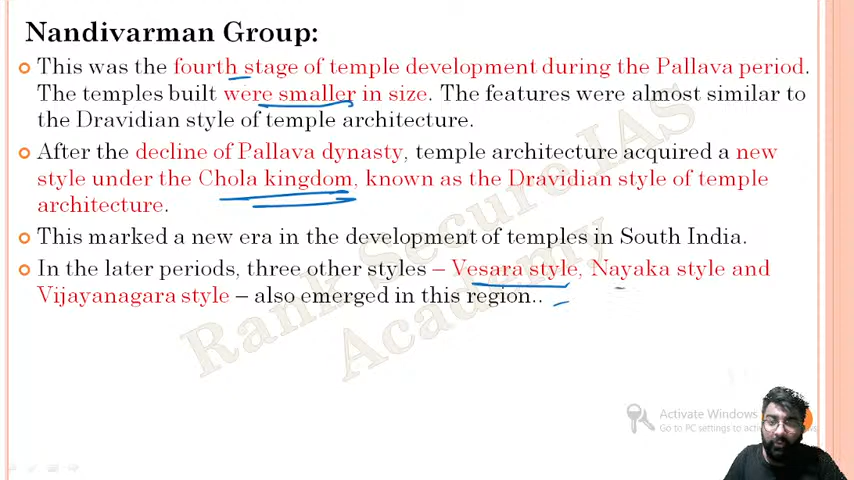 Nandivarman Group:
This was the fourth stage of temple development during the Pallava period.
The temples built were smaller in size. The features were almost similar to
the Dravidian style of temple architecture.
After the decline of Pallava dynasty, temple architecture acquired a new
style under the Chola kingdom, known as the Dravidian style of temple
architecture.
This marked a new era in the development of temples in South India.
In the later periods, three other styles – Vesara style, Nayaka style and
Vijayanagara style – also emerged in this region..
Rank Secure IAS
Academy
Activate Windows
Go to PC settings to